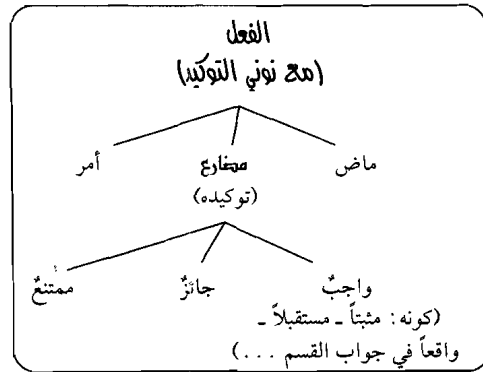 الفعل
(مع نوني التوكيد)
ماض مضارع أمر
(توكيده)
واجبٌ جائزٌ ممتنعٌ
(كونه: مثبتاً ـ مستقبلاً ـ
واقعاً في جواب القسم ...)